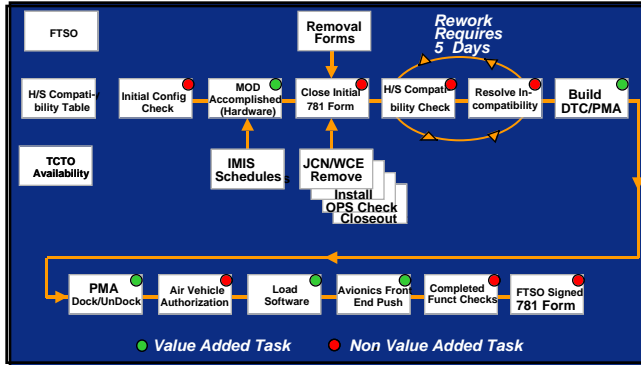 FTSO
Removal
Forms
Rework
Requires
5 Days
H/S Compati-
bility Table
Initial Config
Check
MOD
Accomplished
(Hardware)
Close Initial
781 Form
H/S Compati-
bility Check
Resolve In-
compatibility
Build
DTC/PMA
TCTO
Availability
IMIS
Schedules
JCN/WCE
Remove
Install
OPS Check
Closeout
PMA
Dock/UnDock
Air Vehicle
Authorization
Load
Software
Avionics Front
End Push
Completed
Funct Checks
FTSO Signed
781 Form
Value Added Task
Non Value Added Task